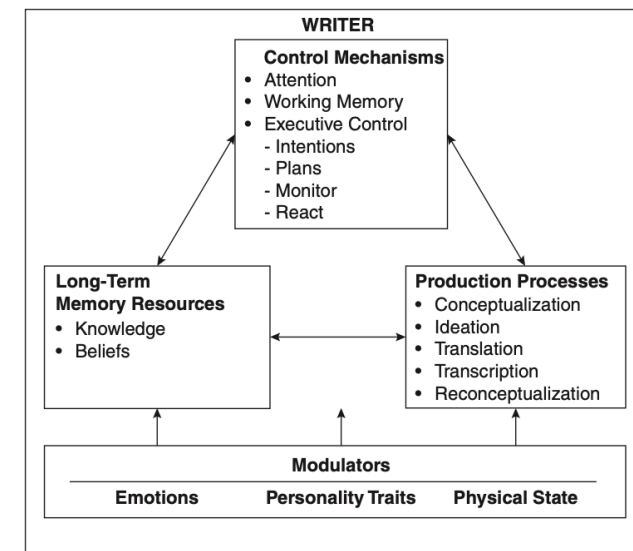 WRITER
Control Mechanisms
• Attention
• Working Memory
• Executive Control
- Intentions
- Plans
- Monitor
- React
Long-Term
Memory Resources
• Knowledge
• Beliefs
Production Processes
• Conceptualization
• Ideation
• Translation
• Transcription
• Reconceptualization
Modulators
Emotions Personality Traits Physical State